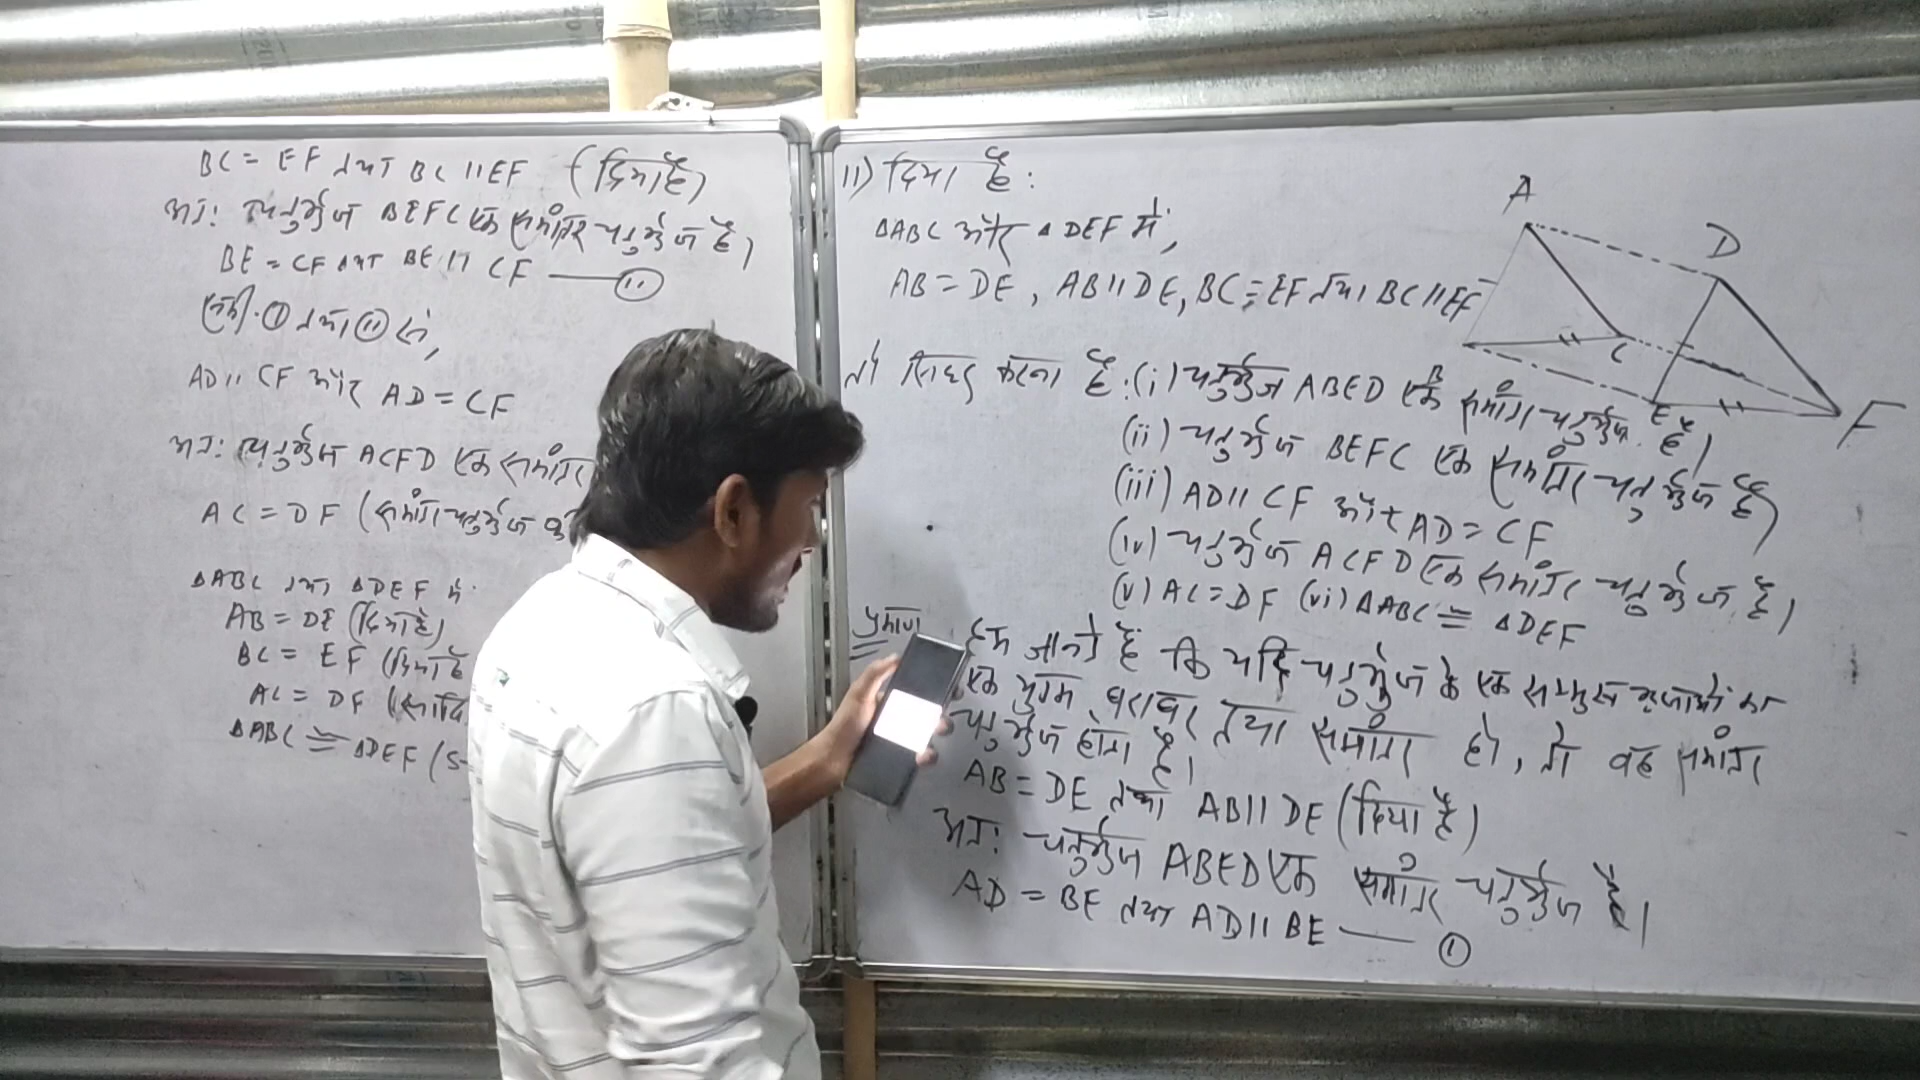 BC = EF तथा BC || EF (दिया है)
अतः चतुर्भुज BEFC एक समांतर चतुर्भुज है।
BE = CF तथा BE || CF —— (ii)
समी. (i) तथा (ii) से,
AD || CF और AD = CF
अतः चतुर्भुज ACFD एक समांतर
AC = DF (समांतर चतुर्भुज की
ΔABC तथा ΔDEF में
AB = DE (दिया है)
BC = EF (दिया है
AC = DF (साबित
ΔABC ≅ ΔDEF (S-
11) दिया है:
ΔABC और ΔDEF में,
AB = DE, AB || DE, BC = EF तथा BC || EF
तो सिद्ध करना है: (i) चतुर्भुज ABED एक समांतर चतुर्भुज है।
(ii) चतुर्भुज BEFC एक समांतर चतुर्भुज है
(iii) AD || CF और AD = CF
(iv) चतुर्भुज ACFD एक समांतर चतुर्भुज है।
(v) AC = DF (vi) ΔABC ≅ ΔDEF
प्रमाण हम जानते हैं कि यदि चतुर्भुज के एक सम्मुख भुजाओं का
एक युग्म बराबर तथा समांतर हो, तो वह समांतर
चतुर्भुज होता है।
AB = DE तथा AB || DE (दिया है)
अतः चतुर्भुज ABED एक समांतर चतुर्भुज है।
AD = BE तथा AD || BE —— (i)
A
D
C
B
E
F